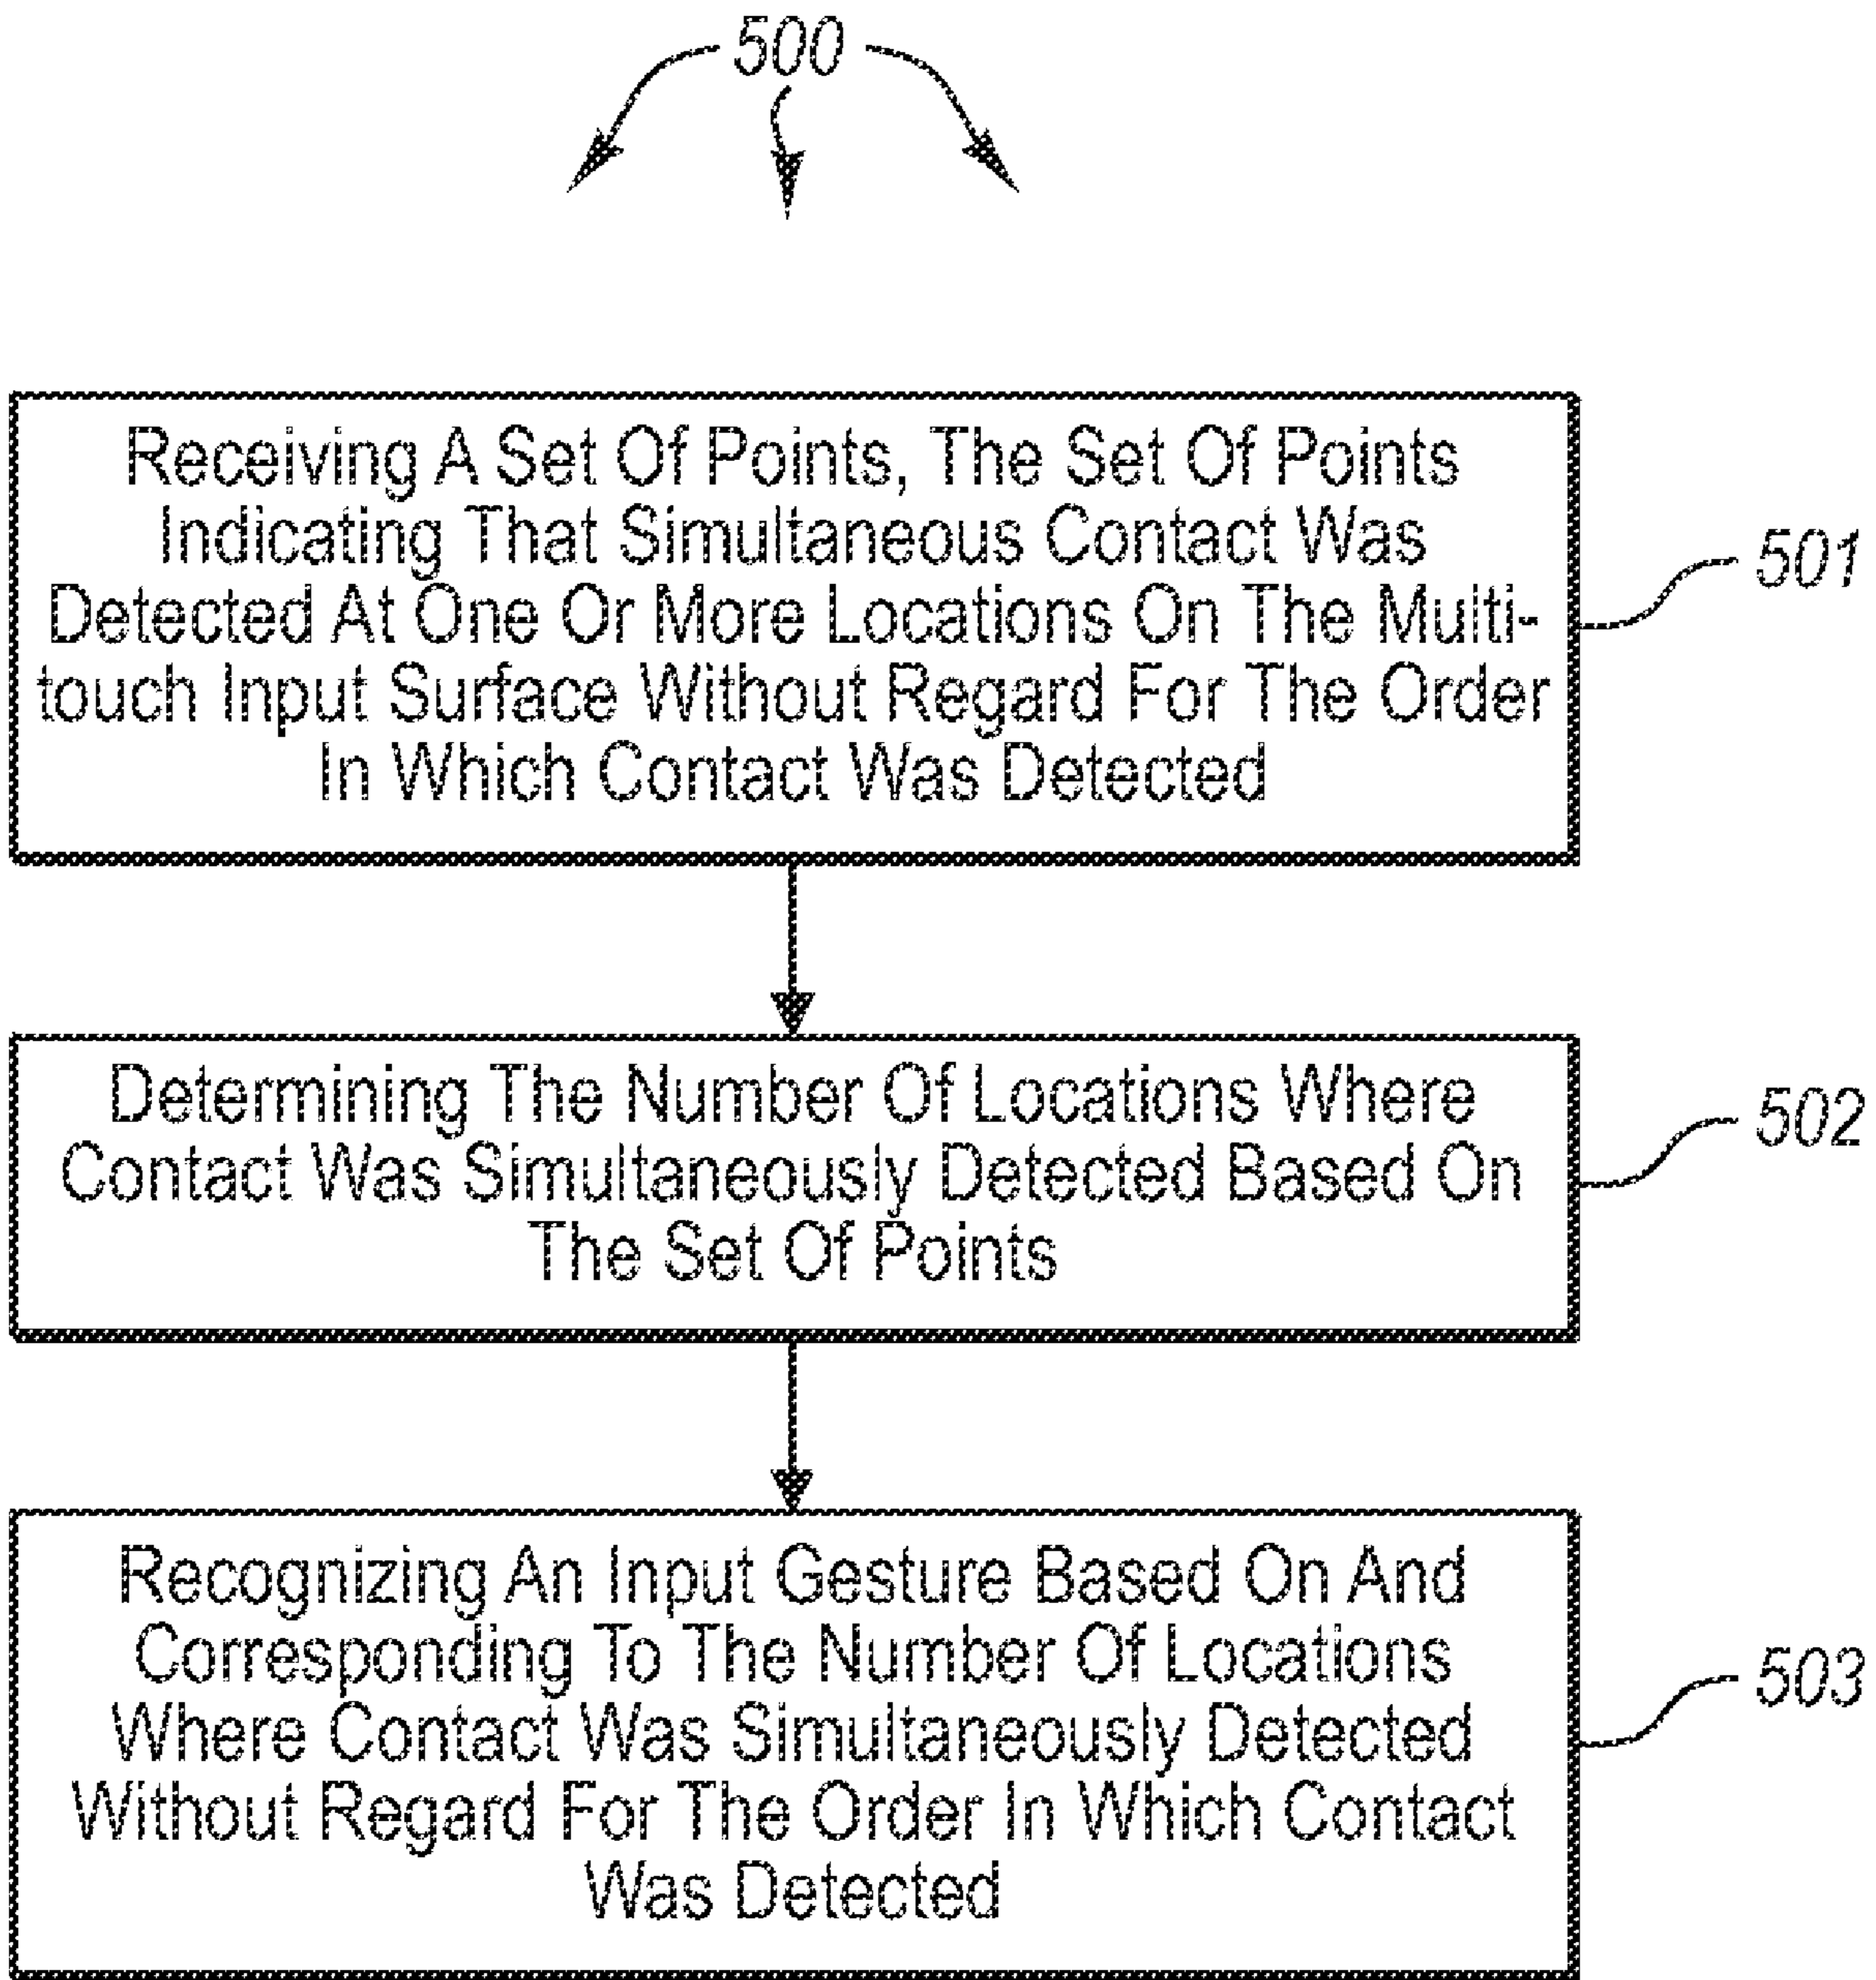 500
Receiving A Set Of Points, The Set Of Points
Indicating That Simultaneous Contact Was
Detected At One Or More Locations On The Multi-
touch Input Surface Without Regard For The Order
In Which Contact Was Detected
501
Determining The Number Of Locations Where
Contact Was Simultaneously Detected Based On
The Set Of Points
502
Recognizing An Input Gesture Based On And
Corresponding To The Number Of Locations
Where Contact Was Simultaneously Detected
Without Regard For The Order In Which Contact
Was Detected
503